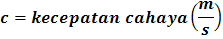 c = kecepatan cahaya (m/s)